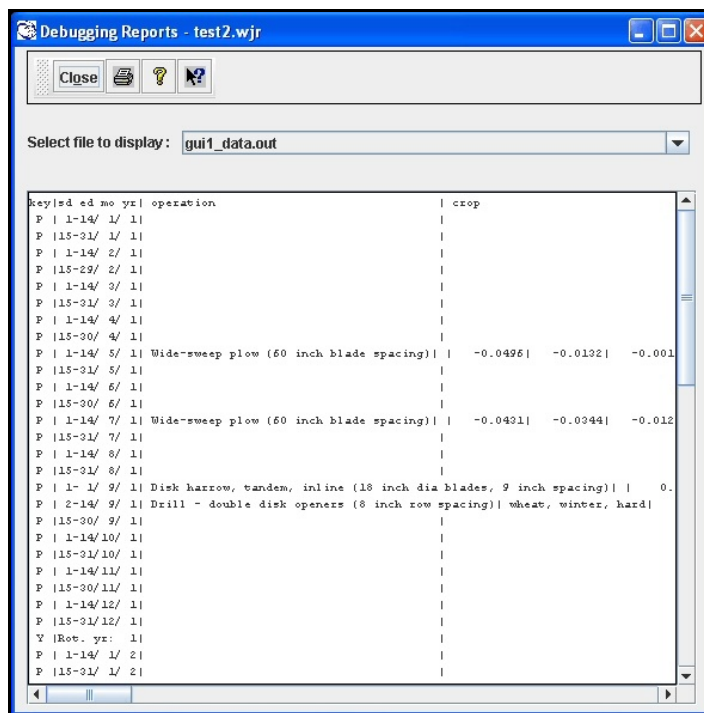 Debugging Reports - test2.wjr
Close
Select file to display: gui1_data.out
key|sd ed mo yr| operation | crop
P | 1-14/ 1/ 1| |
P |15-31/ 1/ 1| |
P | 1-14/ 2/ 1| |
P |15-29/ 2/ 1| |
P | 1-14/ 3/ 1| |
P |15-31/ 3/ 1| |
P | 1-14/ 4/ 1| |
P |15-30/ 4/ 1| |
P | 1-14/ 5/ 1| Wide-sweep plow (60 inch blade spacing)| | -0.0496| -0.0132| -0.001
P |15-31/ 5/ 1| |
P | 1-14/ 6/ 1| |
P |15-30/ 6/ 1| |
P | 1-14/ 7/ 1| Wide-sweep plow (60 inch blade spacing)| | -0.0431| -0.0344| -0.012
P |15-31/ 7/ 1| |
P | 1-14/ 8/ 1| |
P |15-31/ 8/ 1| |
P | 1- 1/ 9/ 1| Disk harrow, tandem, inline (18 inch dia blades, 9 inch spacing)| | 0.
P | 2-14/ 9/ 1| Drill - double disk openers (8 inch row spacing)| wheat, winter, hard|
P |15-30/ 9/ 1| |
P | 1-14/10/ 1| |
P |15-31/10/ 1| |
P | 1-14/11/ 1| |
P |15-30/11/ 1| |
P | 1-14/12/ 1| |
P |15-31/12/ 1| |
Y |Rot. yr: 1| |
P | 1-14/ 1/ 2| |
P |15-31/ 1/ 2| |